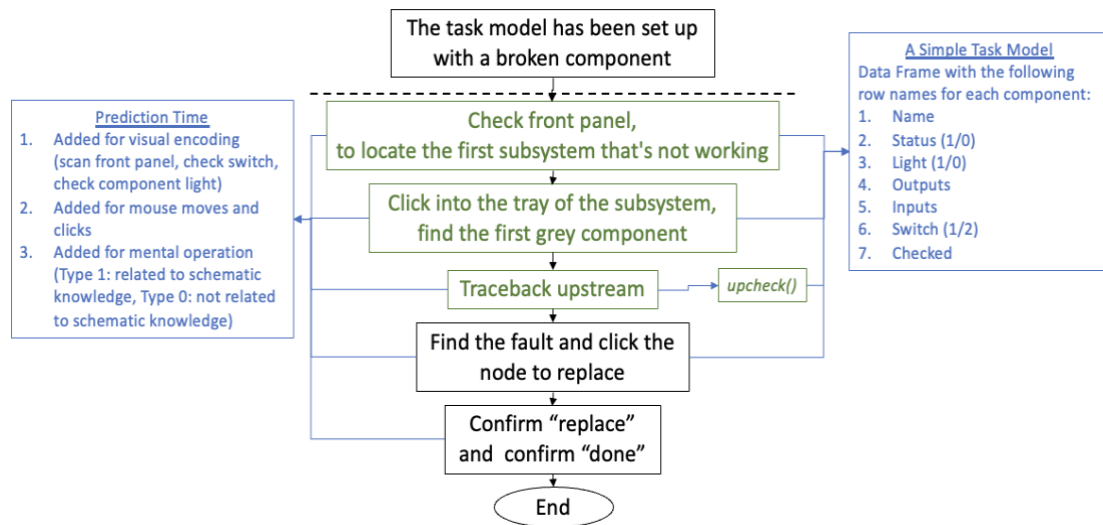 The task model has been set up
with a broken component
Prediction Time
1. Added for visual encoding
(scan front panel, check switch,
check component light)
2. Added for mouse moves and
clicks
3. Added for mental operation
(Type 1: related to schematic
knowledge, Type 0: not related
to schematic knowledge)
Check front panel,
to locate the first subsystem that's not working
Click into the tray of the subsystem,
find the first grey component
Traceback upstream
upcheck()
Find the fault and click the
node to replace
Confirm “replace”
and confirm “done”
End
A Simple Task Model
Data Frame with the following
row names for each component:
1. Name
2. Status (1/0)
3. Light (1/0)
4. Outputs
5. Inputs
6. Switch (1/2)
7. Checked